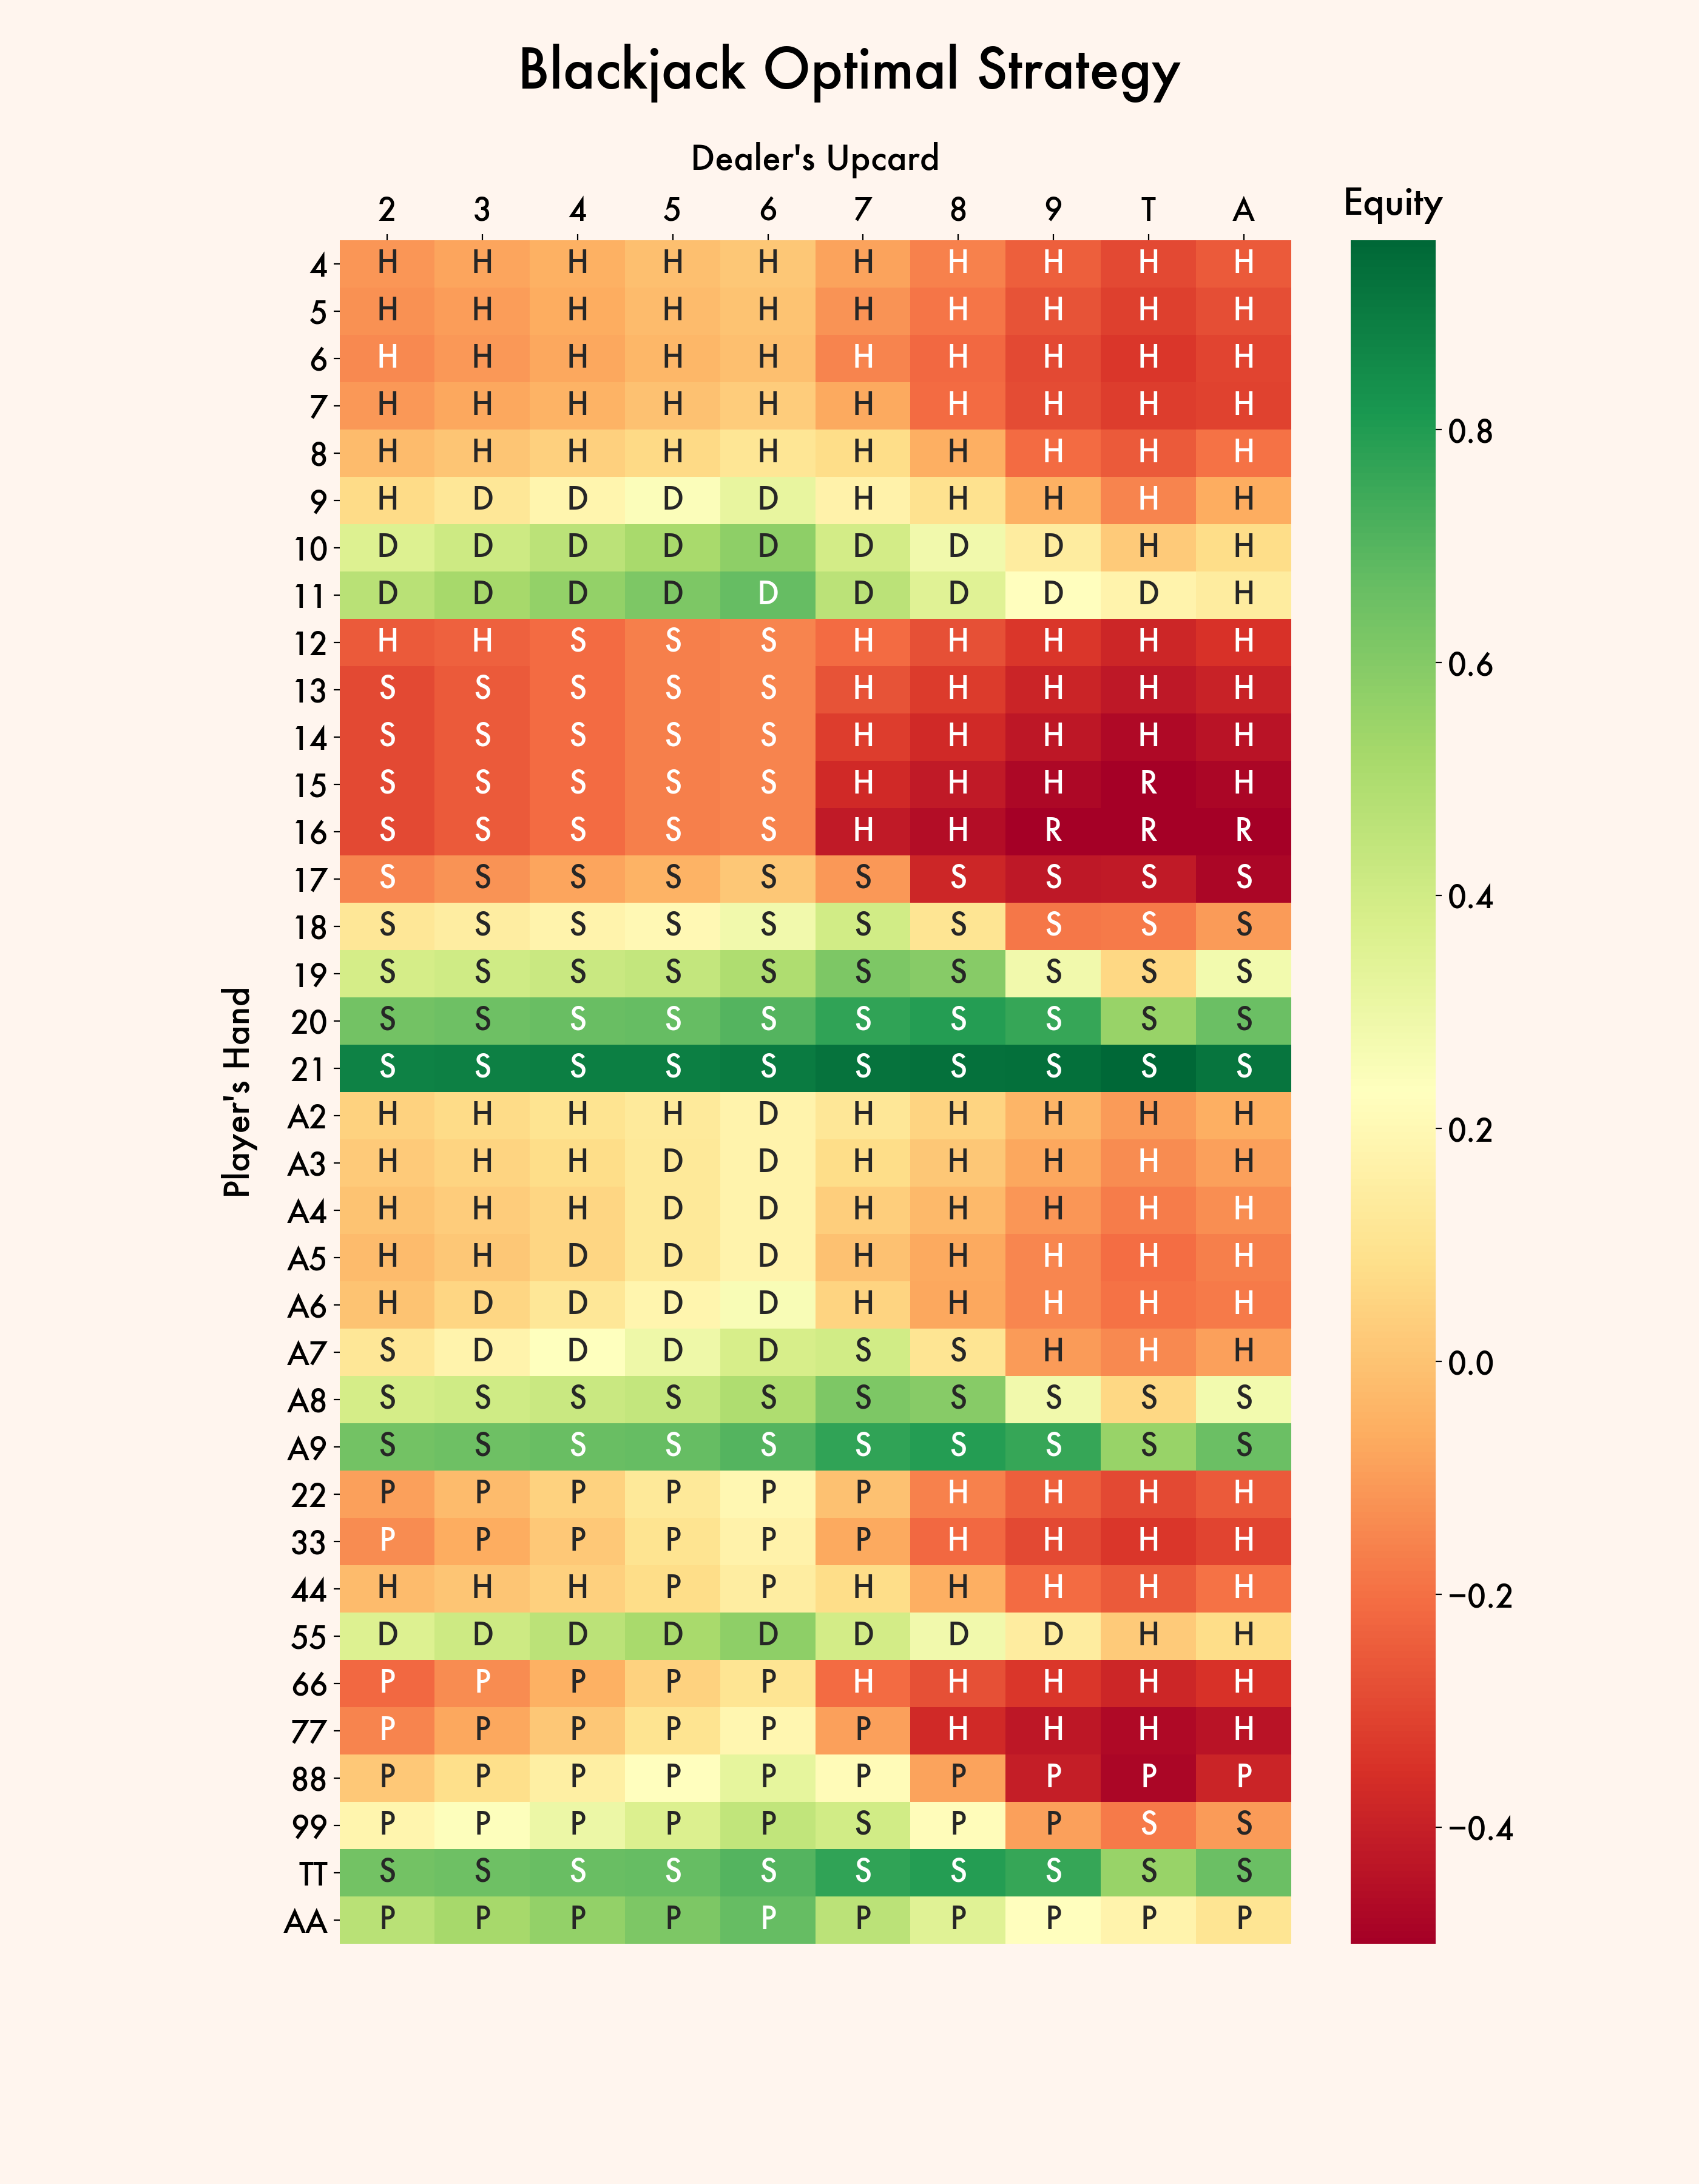 Blackjack Optimal Strategy
Dealer's Upcard
2 3 4 5 6 7 8 9 T A
Equity
Player's Hand
4 H H H H H H H H H H
5 H H H H H H H H H H
6 H H H H H H H H H H
7 H H H H H H H H H H
8 H H H H H H H H H H
9 H D D D D H H H H H
10 D D D D D D D D H H
11 D D D D D D D D D H
12 H H S S S H H H H H
13 S S S S S H H H H H
14 S S S S S H H H H H
15 S S S S S H H H R H
16 S S S S S H H R R R
17 S S S S S S S S S S
18 S S S S S S S S S S
19 S S S S S S S S S S
20 S S S S S S S S S S
21 S S S S S S S S S S
A2 H H H H D H H H H H
A3 H H H D D H H H H H
A4 H H H D D H H H H H
A5 H H D D D H H H H H
A6 H D D D D H H H H H
A7 S D D D D S S H H H
A8 S S S S S S S S S S
A9 S S S S S S S S S S
22 P P P P P P H H H H
33 P P P P P P H H H H
44 H H H P P H H H H H
55 D D D D D D D D H H
66 P P P P P H H H H H
77 P P P P P P H H H H
88 P P P P P P P P P P
99 P P P P P S P P S S
TT S S S S S S S S S S
AA P P P P P P P P P P
0.8
0.6
0.4
0.2
0.0
−0.2
−0.4